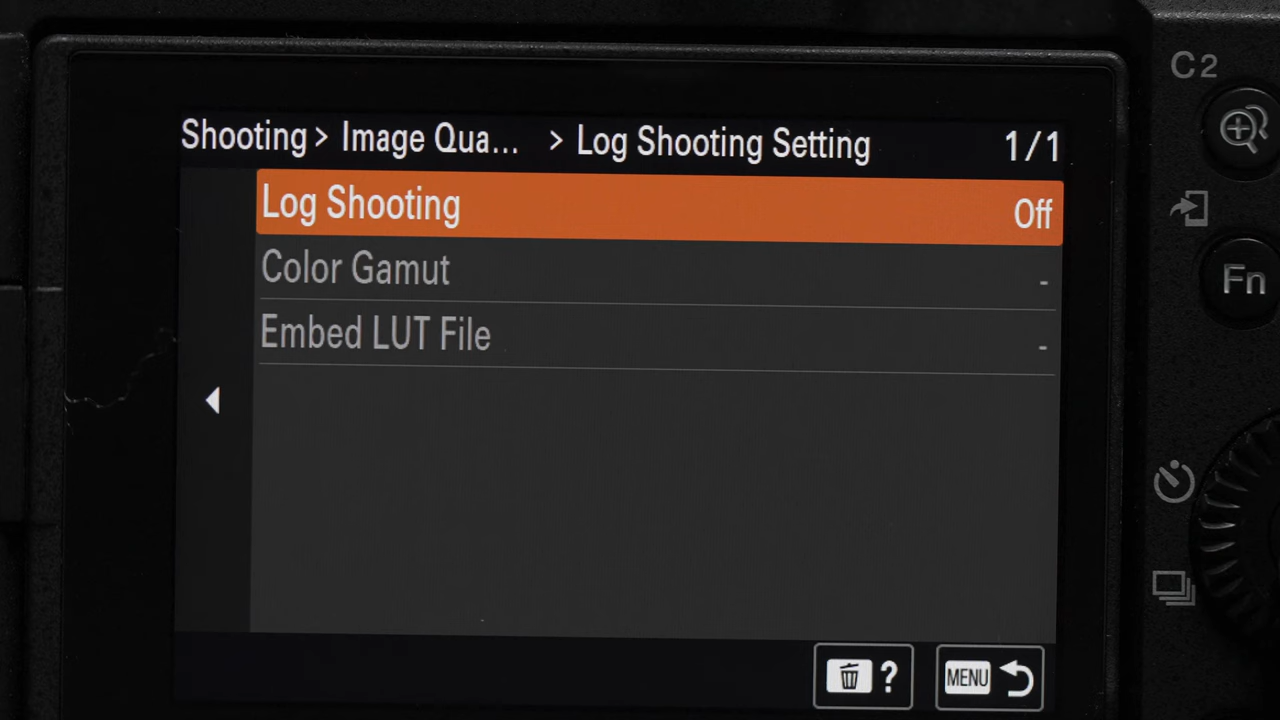 C2
Shooting > Image Qua... > Log Shooting Setting 1/1
Log Shooting Off
Color Gamut -
Embed LUT File -
Fn
? MENU